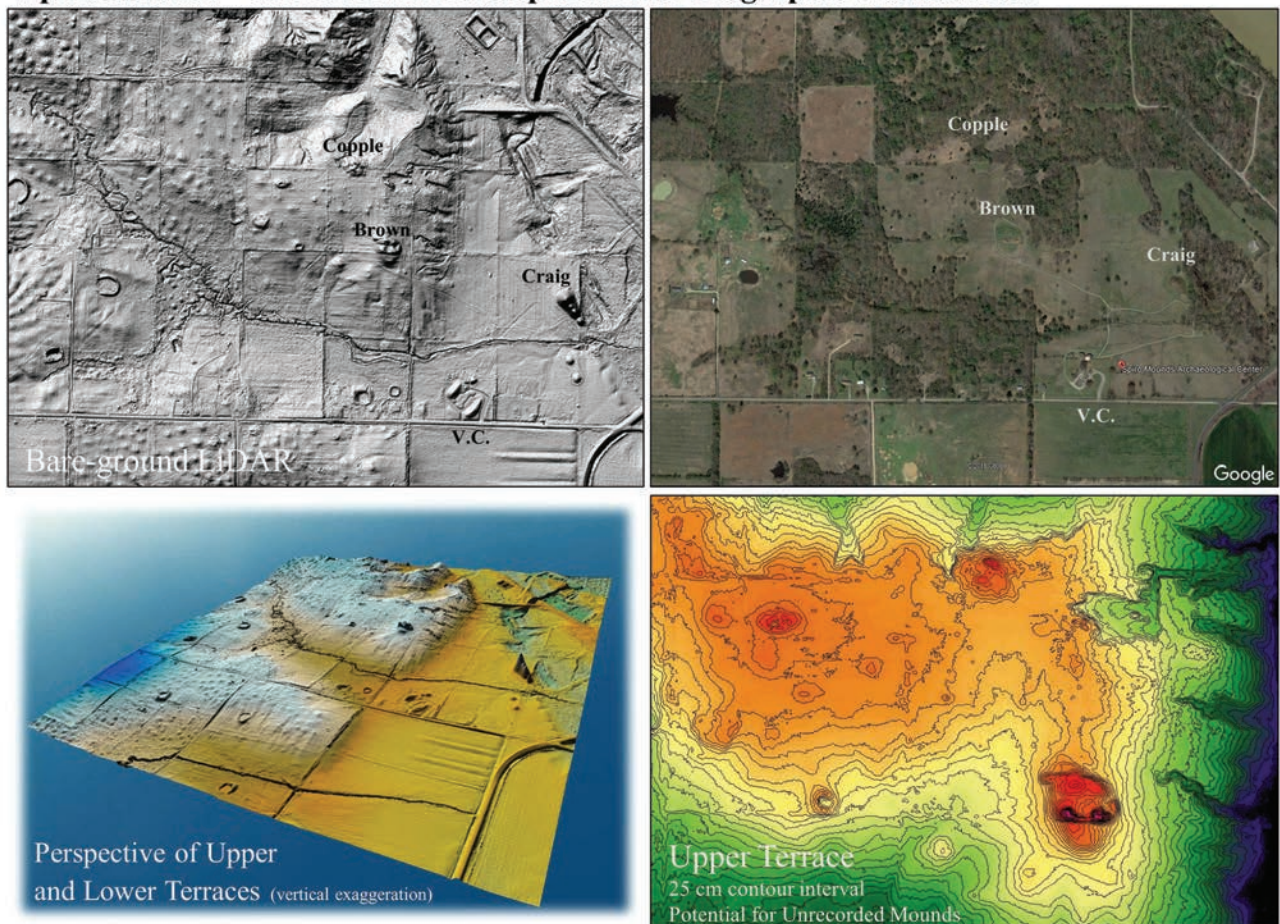 Copple
Brown
Craig
V.C.
Bare-ground LiDAR
Copple
Brown
Craig
Spiro Mounds Archaeological Center
V.C.
Google
Perspective of Upper
and Lower Terraces (vertical exaggeration)
Upper Terrace
25 cm contour interval
Potential for Unrecorded Mounds